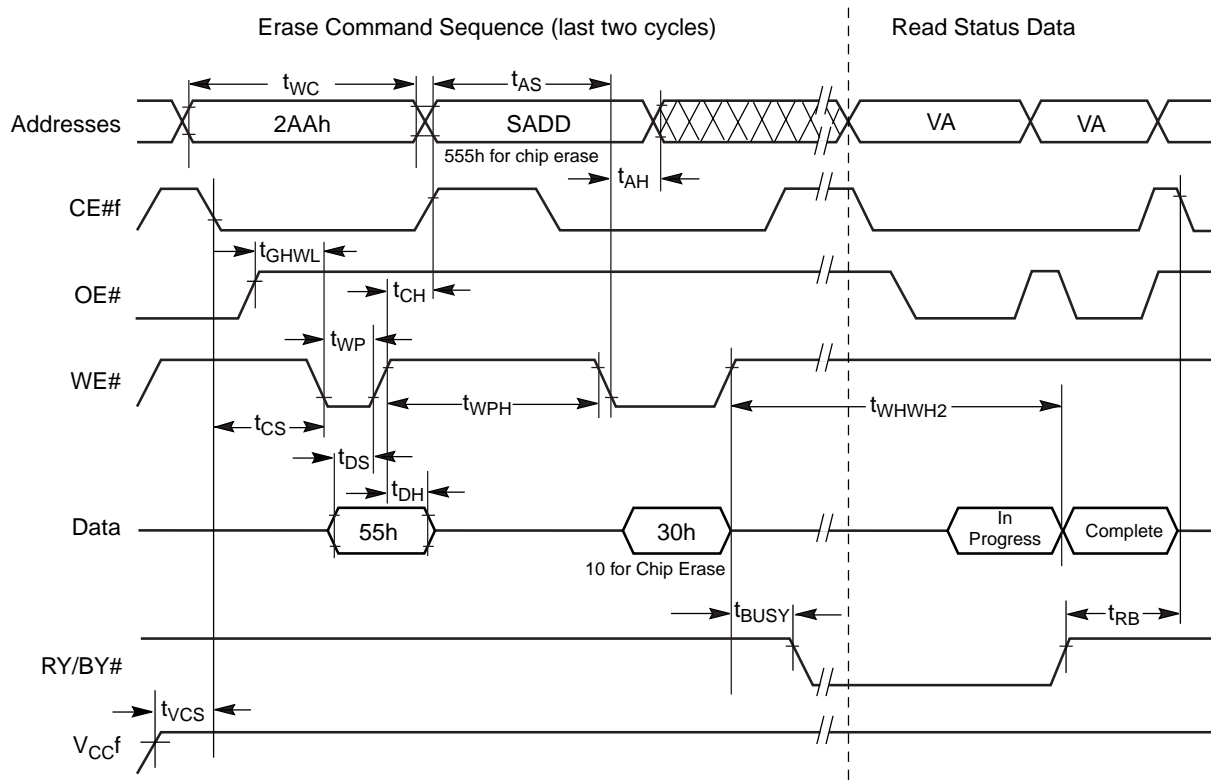 Erase Command Sequence (last two cycles)
Read Status Data
tWC
tAS
Addresses
2AAh
SADD
VA
VA
555h for chip erase
tAH
CE#f
tGHWL
OE#
tCH
tWP
WE#
tWPH
tWHWH2
tCS
tDS
tDH
Data
55h
30h
In
Progress
Complete
10 for Chip Erase
tBUSY
tRB
RY/BY#
tVCS
VCCf